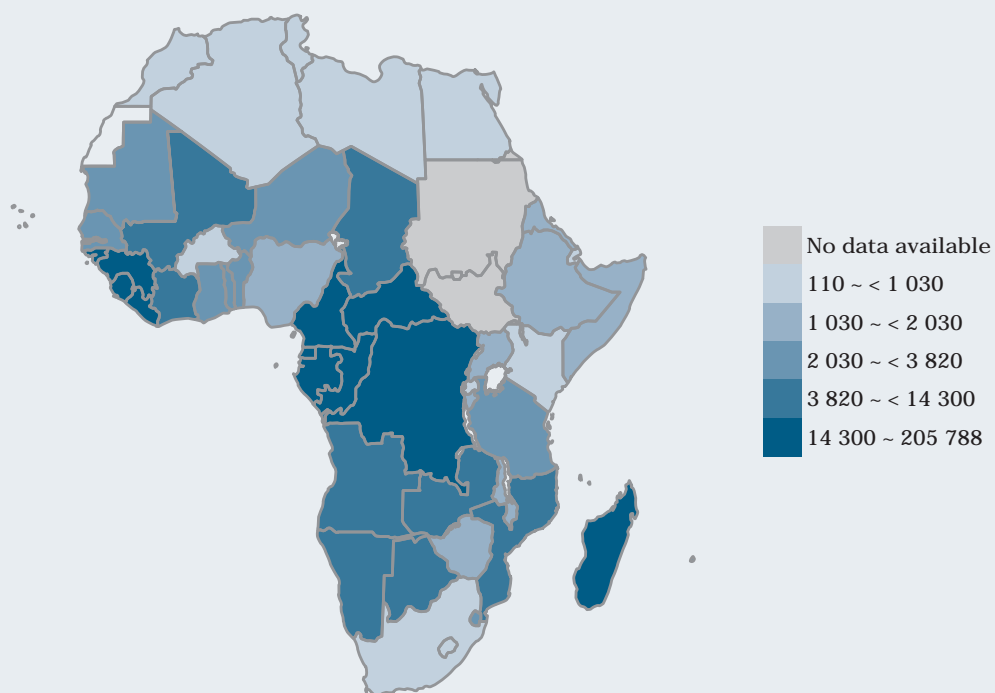 No data available
110 ~ < 1 030
1 030 ~ < 2 030
2 030 ~ < 3 820
3 820 ~ < 14 300
14 300 ~ 205 788